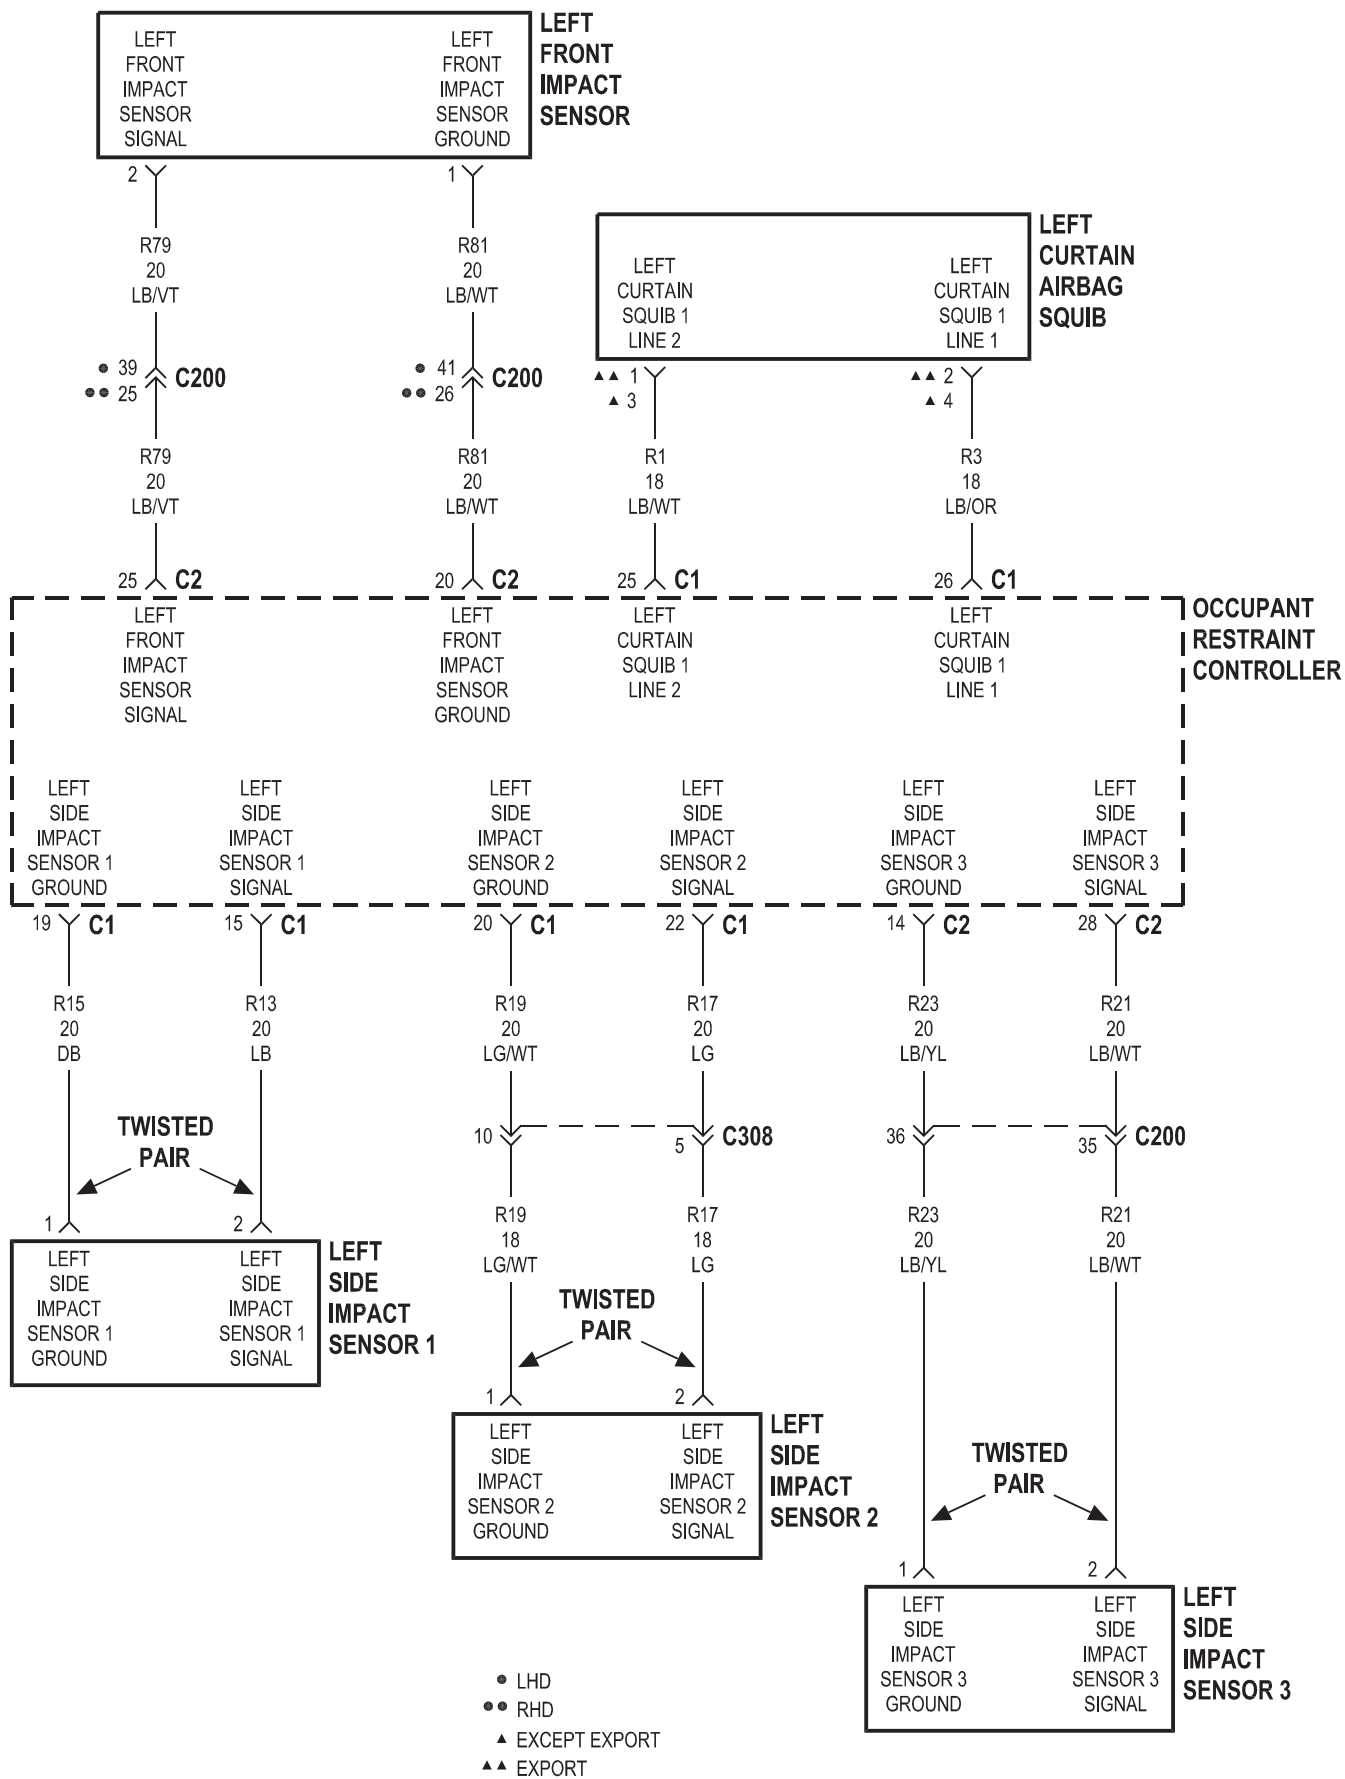 LEFT
FRONT
IMPACT
SENSOR
SIGNAL
LEFT
FRONT
IMPACT
SENSOR
GROUND
LEFT
FRONT
IMPACT
SENSOR
2
1
R79
20
LB/VT
R81
20
LB/WT
LEFT
CURTAIN
SQUIB 1
LINE 2
LEFT
CURTAIN
SQUIB 1
LINE 1
LEFT
CURTAIN
AIRBAG
SQUIB
● 39
●● 25
C200
● 41
●● 26
C200
▲▲ 1
▲ 3
▲▲ 2
▲ 4
R79
20
LB/VT
R81
20
LB/WT
R1
18
LB/WT
R3
18
LB/OR
25 C2
20 C2
25 C1
26 C1
LEFT
FRONT
IMPACT
SENSOR
SIGNAL
LEFT
FRONT
IMPACT
SENSOR
GROUND
LEFT
CURTAIN
SQUIB 1
LINE 2
LEFT
CURTAIN
SQUIB 1
LINE 1
OCCUPANT
RESTRAINT
CONTROLLER
LEFT
SIDE
IMPACT
SENSOR 1
GROUND
LEFT
SIDE
IMPACT
SENSOR 1
SIGNAL
LEFT
SIDE
IMPACT
SENSOR 2
GROUND
LEFT
SIDE
IMPACT
SENSOR 2
SIGNAL
LEFT
SIDE
IMPACT
SENSOR 3
GROUND
LEFT
SIDE
IMPACT
SENSOR 3
SIGNAL
19 C1
15 C1
20 C1
22 C1
14 C2
28 C2
R15
20
DB
R13
20
LB
R19
20
LG/WT
R17
20
LG
R23
20
LB/YL
R21
20
LB/WT
TWISTED
PAIR
10
5
C308
36
35
C200
1
2
R19
18
LG/WT
R17
18
LG
R23
20
LB/YL
R21
20
LB/WT
LEFT
SIDE
IMPACT
SENSOR 1
GROUND
LEFT
SIDE
IMPACT
SENSOR 1
SIGNAL
LEFT
SIDE
IMPACT
SENSOR 1
TWISTED
PAIR
1
2
LEFT
SIDE
IMPACT
SENSOR 2
GROUND
LEFT
SIDE
IMPACT
SENSOR 2
SIGNAL
LEFT
SIDE
IMPACT
SENSOR 2
TWISTED
PAIR
1
2
LEFT
SIDE
IMPACT
SENSOR 3
GROUND
LEFT
SIDE
IMPACT
SENSOR 3
SIGNAL
LEFT
SIDE
IMPACT
SENSOR 3
● LHD
●● RHD
▲ EXCEPT EXPORT
▲▲ EXPORT